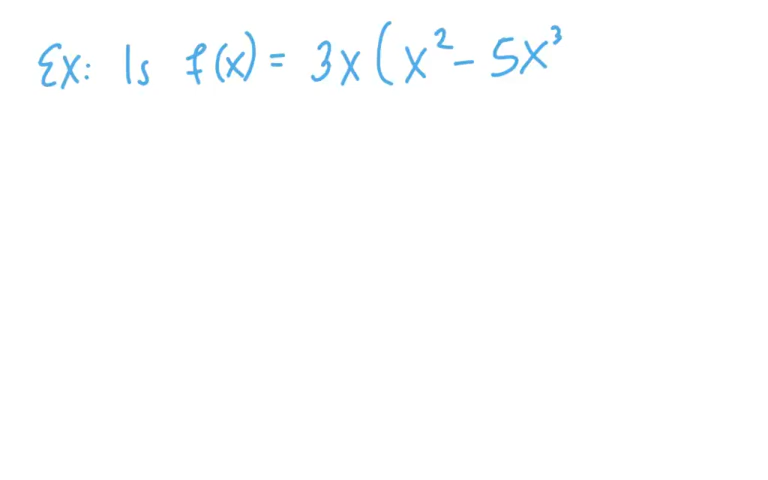 Ex: Is f(x) = 3x(x² - 5x³